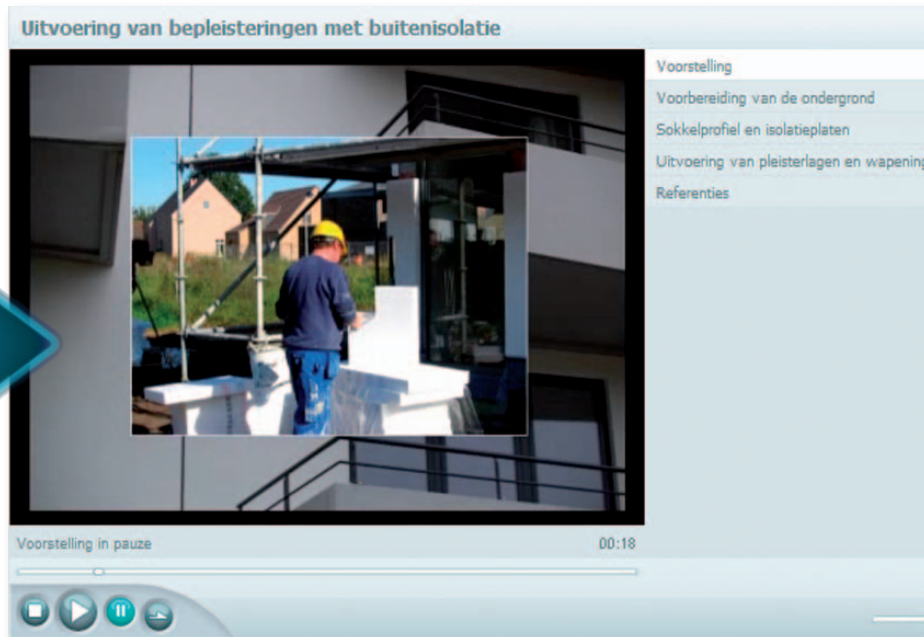 Uitvoering van bepleisteringen met buitenisolatie
Voorstelling
Voorbereiding van de ondergrond
Sokkelprofiel en isolatieplaten
Uitvoering van pleisterlagen en wapening
Referenties
Voorstelling in pauze
00:18